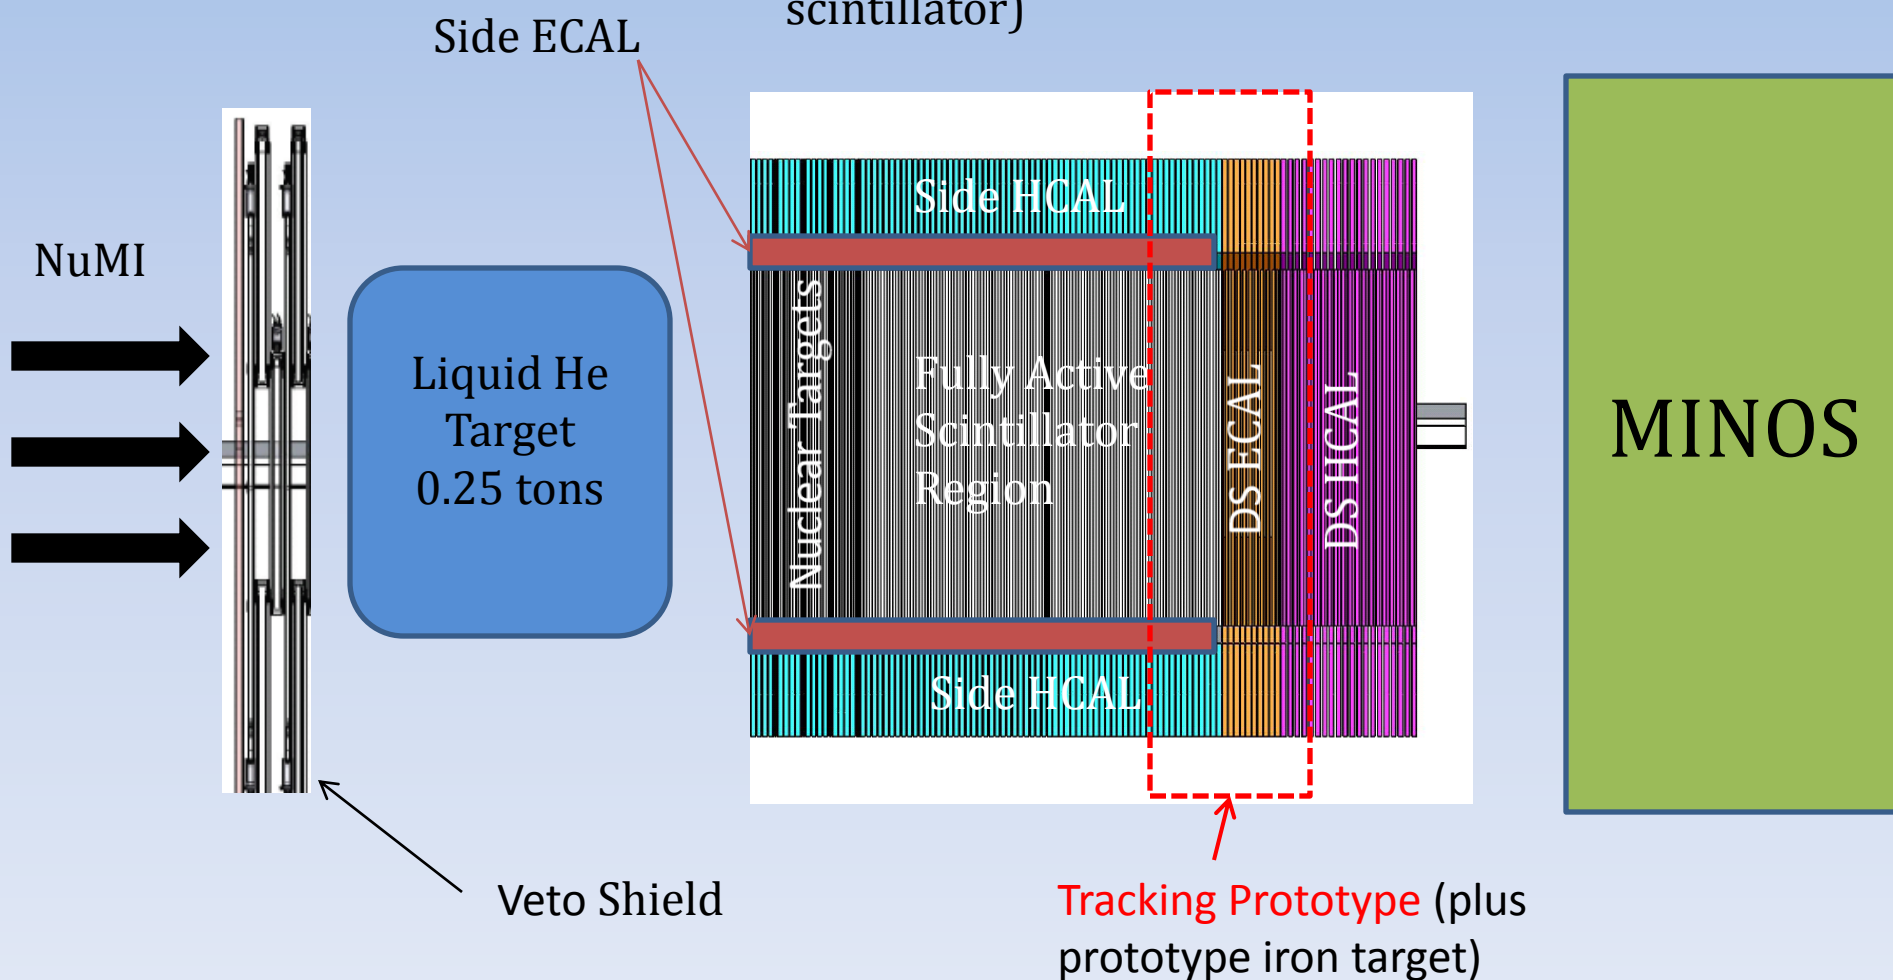 scintillator)
Side ECAL
NuMI
Side HCAL
Liquid He
Target
0.25 tons
Nuclear Targets
Fully Active
Scintillator
Region
DS ECAL
DS HCAL
MINOS
Side HCAL
Veto Shield
Tracking Prototype (plus
prototype iron target)